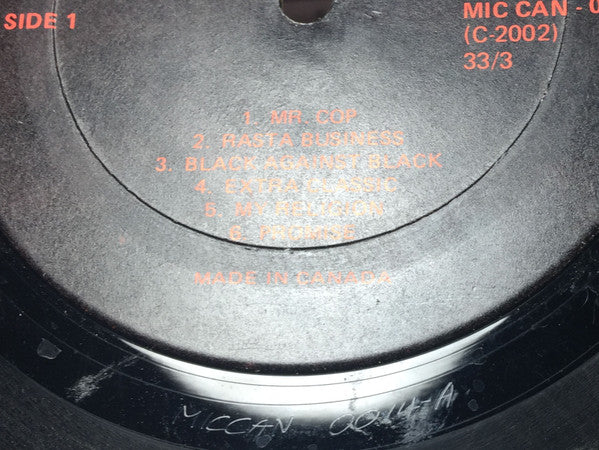 SIDE 1
MIC CAN - 0
(C-2002)
33/3
1. MR. COP
2. RASTA BUSINESS
3. BLACK AGAINST BLACK
4. EXTRA CLASSIC
5. MY RELIGION
6. PROMISE
MADE IN CANADA
MICCAN 0014-A